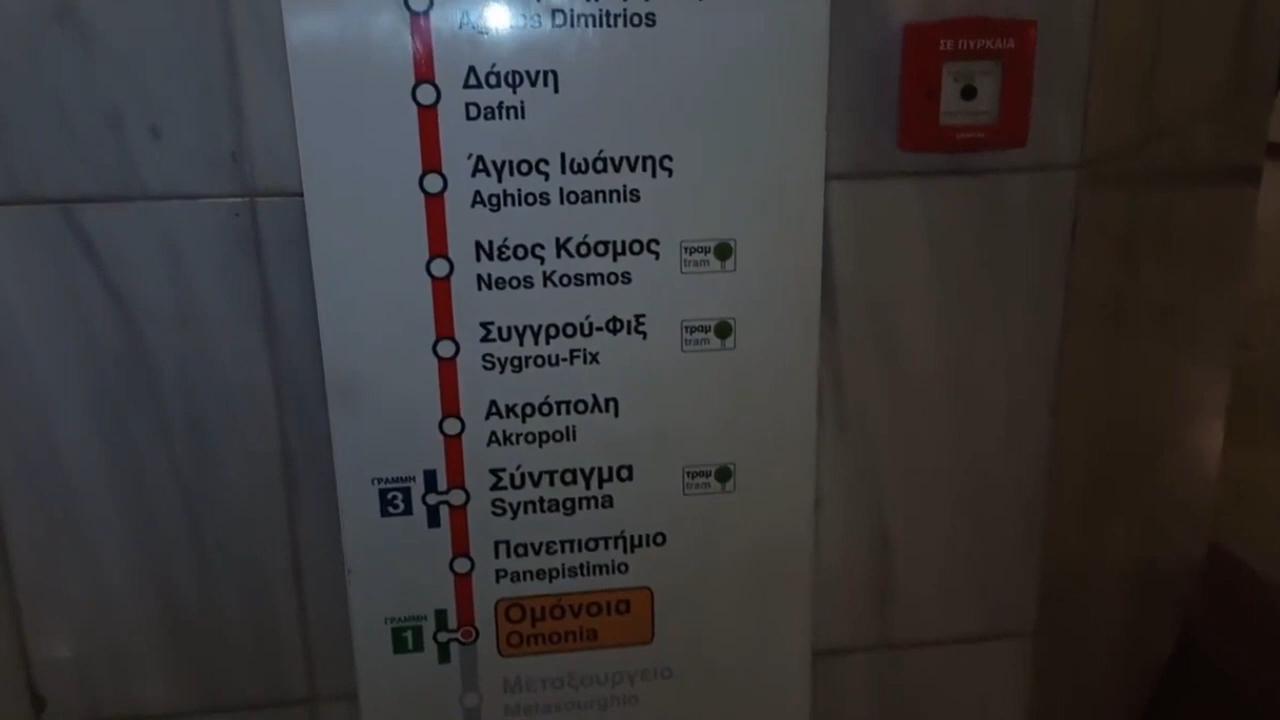 Aghios Dimitrios
ΣΕ ΠΥΡΚΑΙΑ
Δάφνη
Dafni
Άγιος Ιωάννης
Aghios Ioannis
Νέος Κόσμος
Neos Kosmos
τραμ
tram
Συγγρού-Φιξ
Sygrou-Fix
τραμ
tram
Ακρόπολη
Akropoli
ΓΡΑΜΜΗ
3
Σύνταγμα
Syntagma
τραμ
tram
Πανεπιστήμιο
Panepistimio
ΓΡΑΜΜΗ
1
Ομόνοια
Omonia
Μεταξουργείο
Metaxourghio